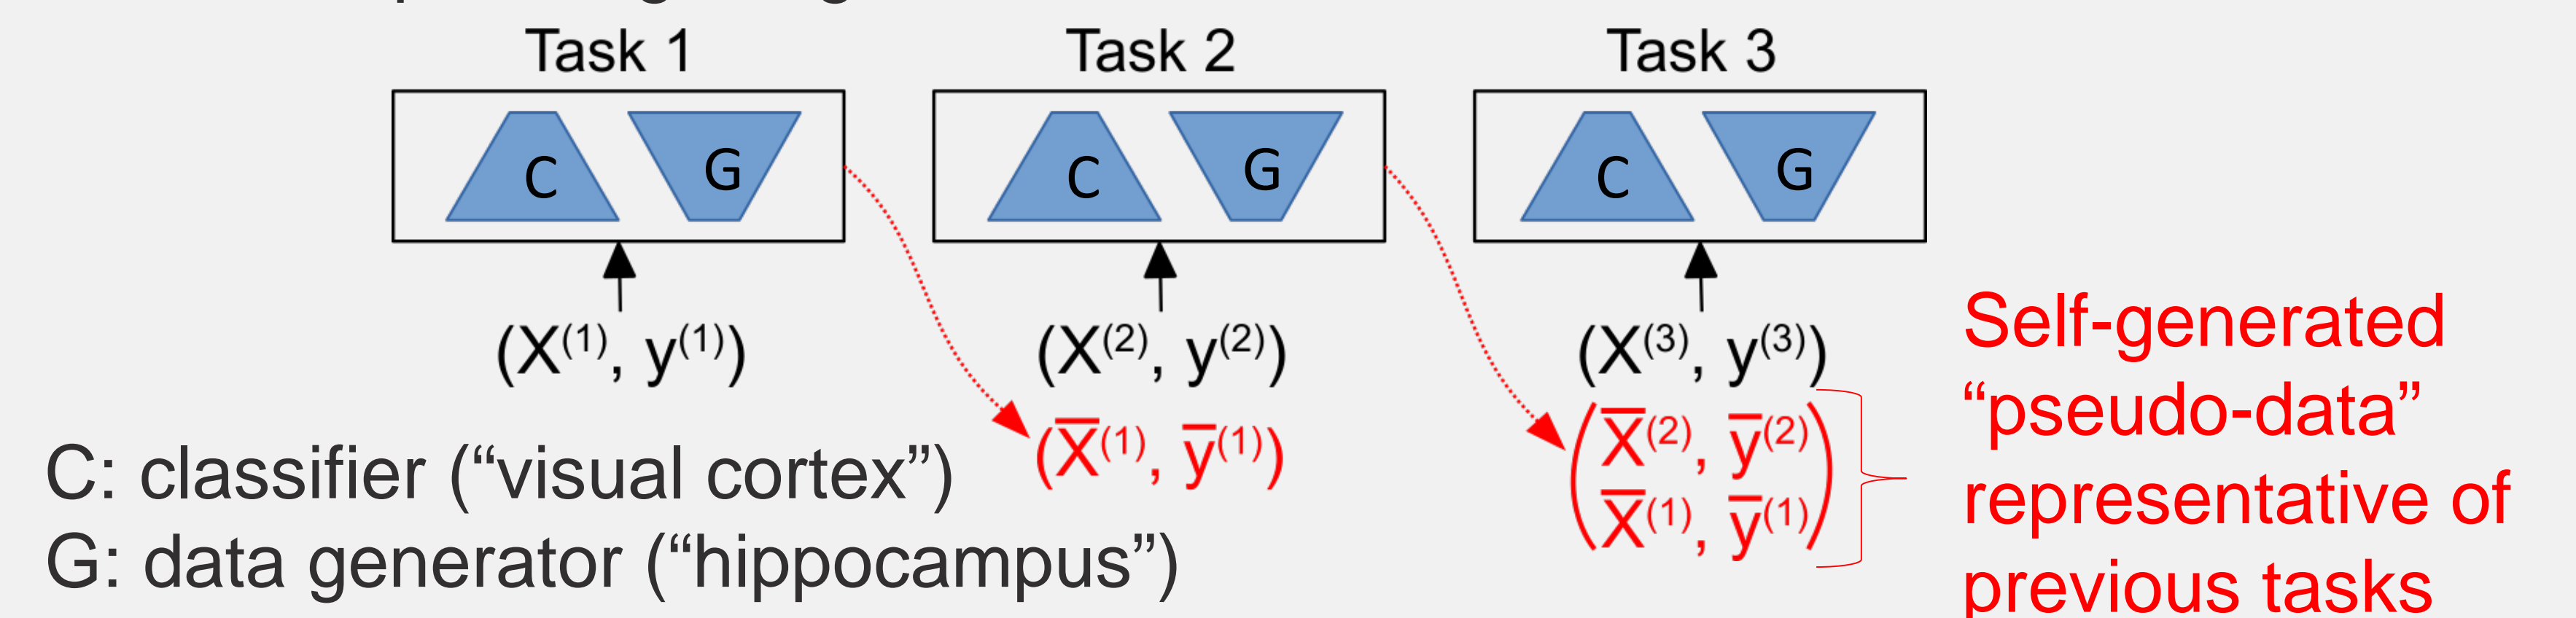 Task 1 Task 2 Task 3
C G C G C G
(X⁽¹⁾, y⁽¹⁾) (X⁽²⁾, y⁽²⁾) (X⁽³⁾, y⁽³⁾)
(X̅⁽¹⁾, y̅⁽¹⁾) (X̅⁽²⁾, y̅⁽²⁾
X̅⁽¹⁾, y̅⁽¹⁾)
Self-generated
“pseudo-data”
representative of
previous tasks
C: classifier (“visual cortex”)
G: data generator (“hippocampus”)